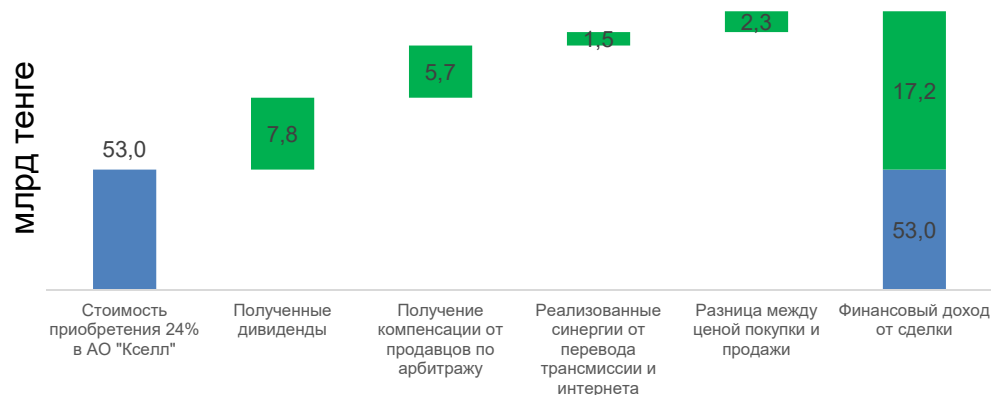 млрд тенге
53,0
7,8
5,7
1,5
2,3
17,2
53,0
Стоимость
приобретения 24%
в АО "Кселл"
Полученные
дивиденды
Получение
компенсации от
продавцов по
арбитражу
Реализованные
синергии от
перевода
трансмиссии и
интернета
Разница между
ценой покупки и
продажи
Финансовый доход
от сделки